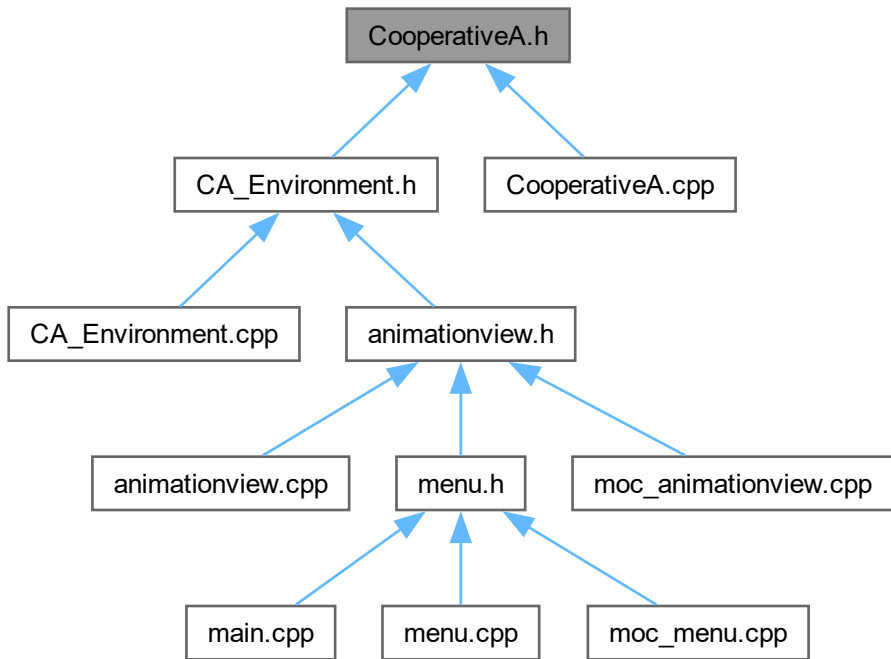 CooperativeA.h
CA_Environment.h
CooperativeA.cpp
CA_Environment.cpp
animationview.h
animationview.cpp
menu.h
moc_animationview.cpp
main.cpp
menu.cpp
moc_menu.cpp